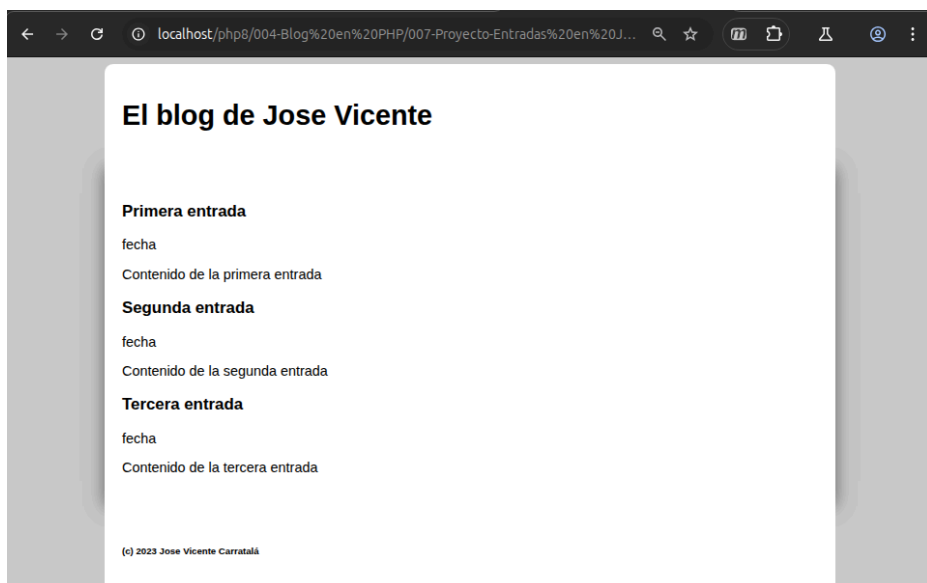 localhost/php8/004-Blog%20en%20PHP/007-Proyecto-Entradas%20en%20J...
El blog de Jose Vicente
Primera entrada
fecha
Contenido de la primera entrada
Segunda entrada
fecha
Contenido de la segunda entrada
Tercera entrada
fecha
Contenido de la tercera entrada
(c) 2023 Jose Vicente Carratalá